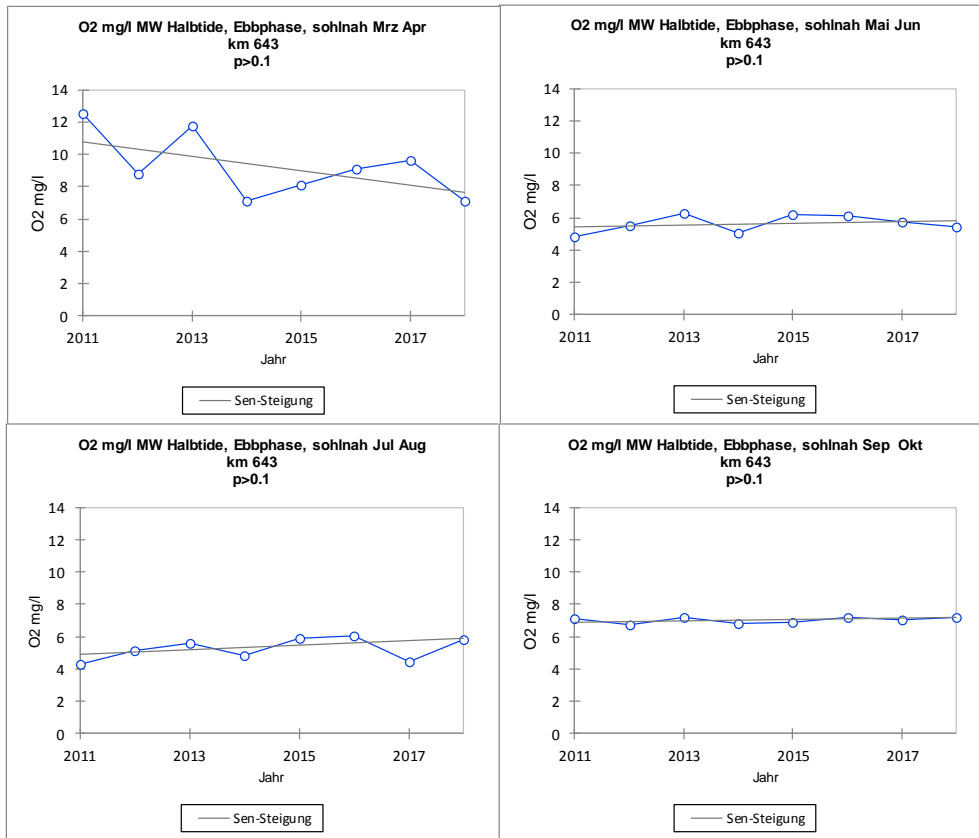 O2 mg/l MW Halbtide, Ebbphase, sohlnah Mrz Apr
km 643
p>0.1
14
12
10
8
6
4
2
0
O2 mg/l
2011
2013
2015
2017
Jahr
Sen-Steigung
O2 mg/l MW Halbtide, Ebbphase, sohlnah Mai Jun
km 643
p>0.1
14
12
10
8
6
4
2
0
O2 mg/l
2011
2013
2015
2017
Jahr
Sen-Steigung
O2 mg/l MW Halbtide, Ebbphase, sohlnah Jul Aug
km 643
p>0.1
14
12
10
8
6
4
2
0
O2 mg/l
2011
2013
2015
2017
Jahr
Sen-Steigung
O2 mg/l MW Halbtide, Ebbphase, sohlnah Sep Okt
km 643
p>0.1
14
12
10
8
6
4
2
0
O2 mg/l
2011
2013
2015
2017
Jahr
Sen-Steigung